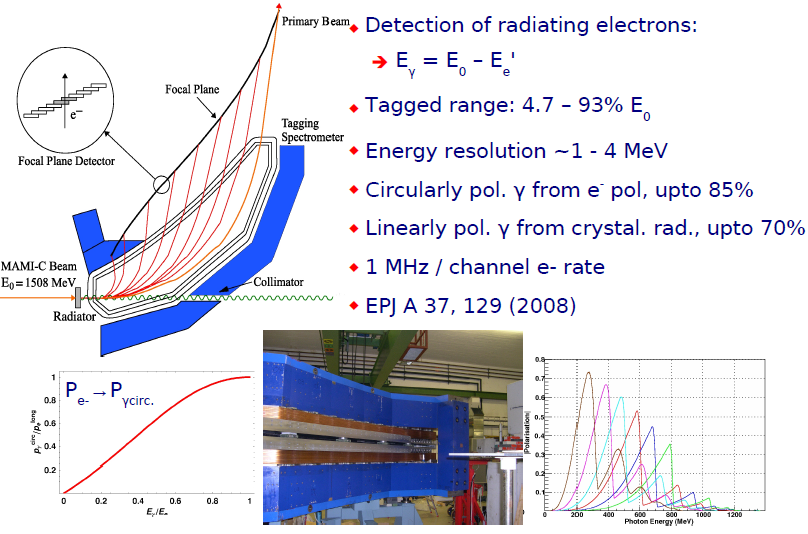 Primary Beam
Focal Plane
Tagging
Spectrometer
e⁻
Focal Plane Detector
MAMI-C Beam
E₀ = 1508 MeV
Collimator
Radiator
Detection of radiating electrons:
➔ Eγ = E₀ – Eₑ'
Tagged range: 4.7 – 93% E₀
Energy resolution ~1 - 4 MeV
Circularly pol. γ from e⁻ pol, upto 85%
Linearly pol. γ from crystal. rad., upto 70%
1 MHz / channel e- rate
EPJ A 37, 129 (2008)
Pe- → Pγcirc.
1
0.8
0.6
0.4
0.2
0 0.2 0.4 0.6 0.8 1
|Polarisation|
0.8
0.7
0.6
0.5
0.4
0.3
0.2
0.1
0 200 400 600 800 1000 1200
Photon Energy (MeV)